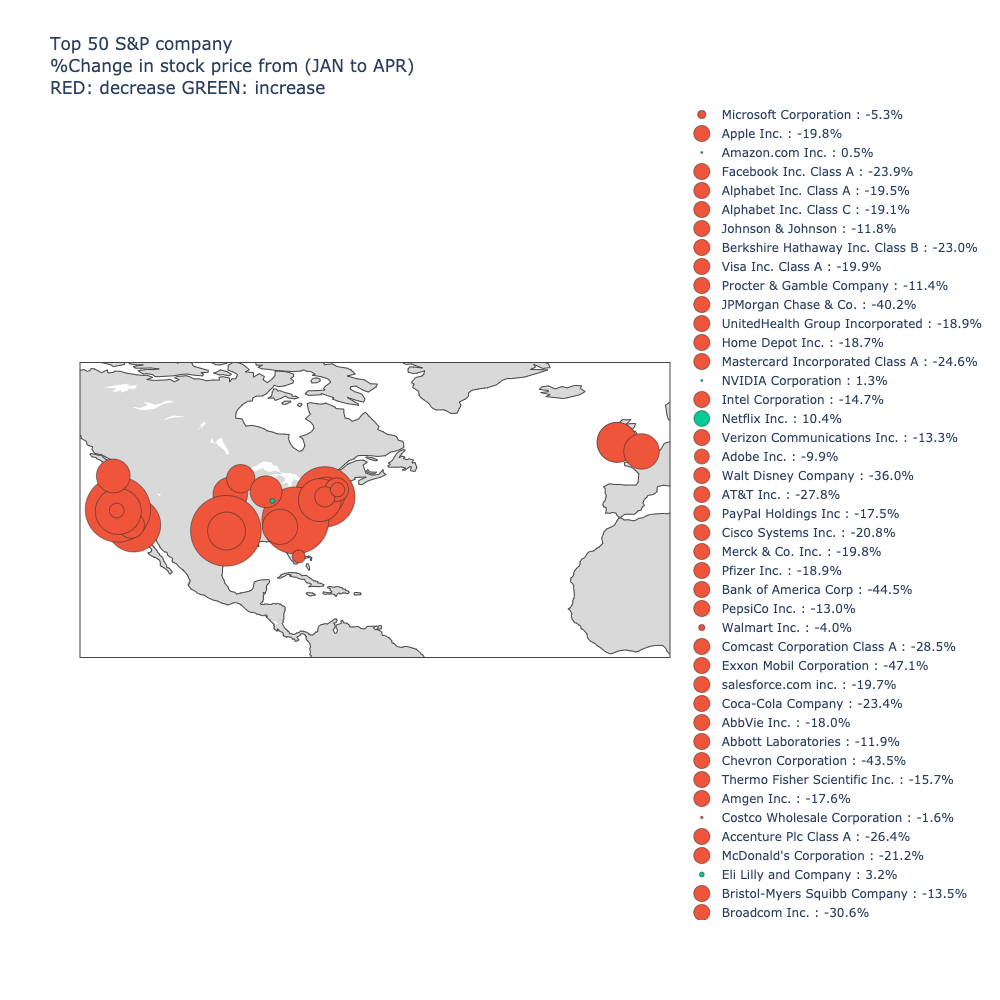 Top 50 S&P company
%Change in stock price from (JAN to APR)
RED: decrease GREEN: increase
Microsoft Corporation : -5.3%
Apple Inc. : -19.8%
Amazon.com Inc. : 0.5%
Facebook Inc. Class A : -23.9%
Alphabet Inc. Class A : -19.5%
Alphabet Inc. Class C : -19.1%
Johnson & Johnson : -11.8%
Berkshire Hathaway Inc. Class B : -23.0%
Visa Inc. Class A : -19.9%
Procter & Gamble Company : -11.4%
JPMorgan Chase & Co. : -40.2%
UnitedHealth Group Incorporated : -18.9%
Home Depot Inc. : -18.7%
Mastercard Incorporated Class A : -24.6%
NVIDIA Corporation : 1.3%
Intel Corporation : -14.7%
Netflix Inc. : 10.4%
Verizon Communications Inc. : -13.3%
Adobe Inc. : -9.9%
Walt Disney Company : -36.0%
AT&T Inc. : -27.8%
PayPal Holdings Inc : -17.5%
Cisco Systems Inc. : -20.8%
Merck & Co. Inc. : -19.8%
Pfizer Inc. : -18.9%
Bank of America Corp : -44.5%
PepsiCo Inc. : -13.0%
Walmart Inc. : -4.0%
Comcast Corporation Class A : -28.5%
Exxon Mobil Corporation : -47.1%
salesforce.com inc. : -19.7%
Coca-Cola Company : -23.4%
AbbVie Inc. : -18.0%
Abbott Laboratories : -11.9%
Chevron Corporation : -43.5%
Thermo Fisher Scientific Inc. : -15.7%
Amgen Inc. : -17.6%
Costco Wholesale Corporation : -1.6%
Accenture Plc Class A : -26.4%
McDonald's Corporation : -21.2%
Eli Lilly and Company : 3.2%
Bristol-Myers Squibb Company : -13.5%
Broadcom Inc. : -30.6%